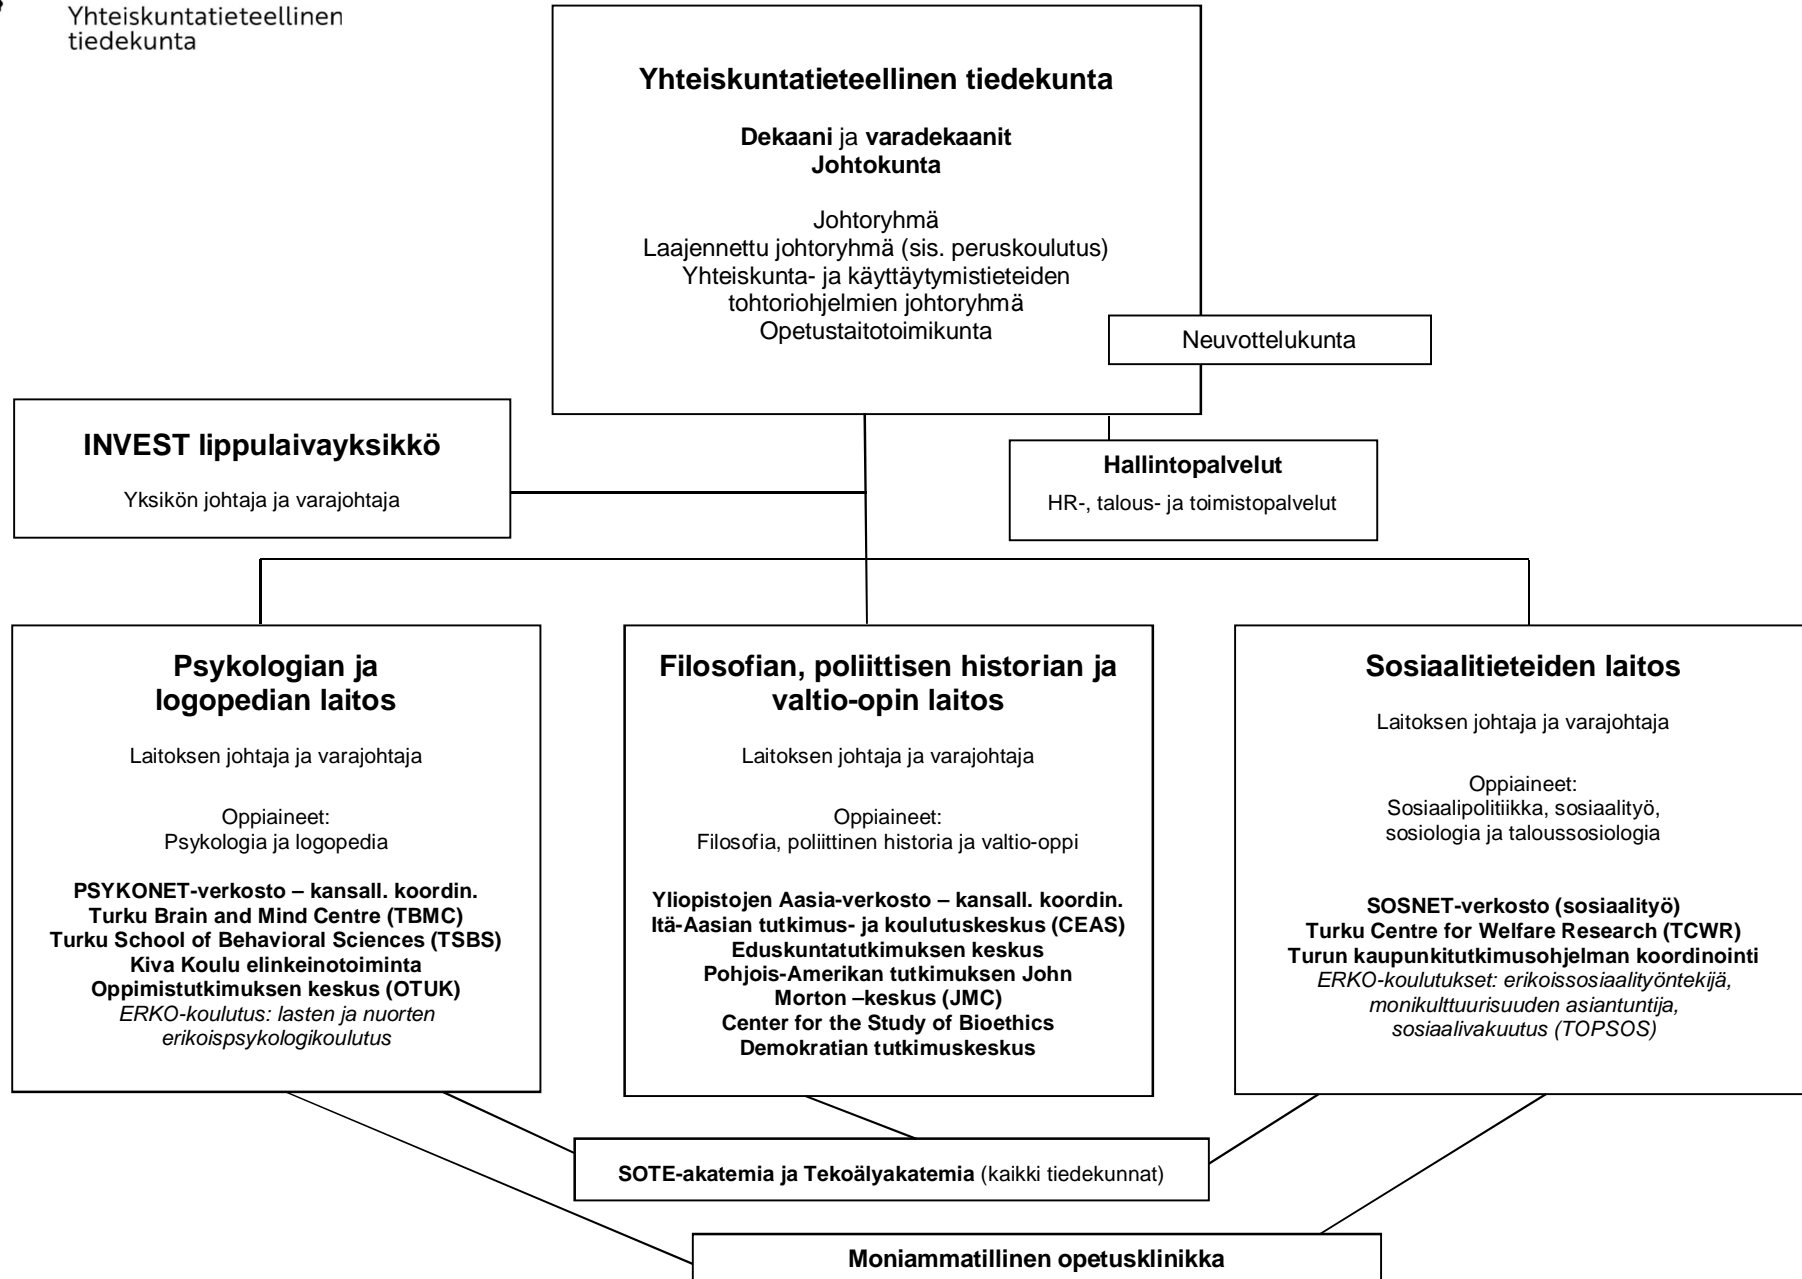 Yhteiskuntatieteellinen
tiedekunta
Yhteiskuntatieteellinen tiedekunta
Dekaani ja varadekaanit
Johtokunta
Johtoryhmä
Laajennettu johtoryhmä (sis. peruskoulutus)
Yhteiskunta- ja käyttäytymistieteiden
tohtoriohjelmien johtoryhmä
Opetustaitotoimikunta
Neuvottelukunta
INVEST lippulaivayksikkö
Yksikön johtaja ja varajohtaja
Hallintopalvelut
HR-, talous- ja toimistopalvelut
Psykologian ja
logopedian laitos
Laitoksen johtaja ja varajohtaja
Oppiaineet:
Psykologia ja logopedia
PSYKONET-verkosto – kansall. koordin.
Turku Brain and Mind Centre (TBMC)
Turku School of Behavioral Sciences (TSBS)
Kiva Koulu elinkeinotoiminta
Oppimistutkimuksen keskus (OTUK)
ERKO-koulutus: lasten ja nuorten
erikoispsykologikoulutus
Filosofian, poliittisen historian ja
valtio-opin laitos
Laitoksen johtaja ja varajohtaja
Oppiaineet:
Filosofia, poliittinen historia ja valtio-oppi
Yliopistojen Aasia-verkosto – kansall. koordin.
Itä-Aasian tutkimus- ja koulutuskeskus (CEAS)
Eduskuntatutkimuksen keskus
Pohjois-Amerikan tutkimuksen John
Morton –keskus (JMC)
Center for the Study of Bioethics
Demokratian tutkimuskeskus
Sosiaalitieteiden laitos
Laitoksen johtaja ja varajohtaja
Oppiaineet:
Sosiaalipolitiikka, sosiaalityö,
sosiologia ja taloussosiologia
SOSNET-verkosto (sosiaalityö)
Turku Centre for Welfare Research (TCWR)
Turun kaupunkitutkimusohjelman koordinointi
ERKO-koulutukset: erikoissosiaalityöntekijä,
monikulttuurisuuden asiantuntija,
sosiaalivakuutus (TOPSOS)
SOTE-akatemia ja Tekoälyakatemia (kaikki tiedekunnat)
Moniammatillinen opetusklinikka